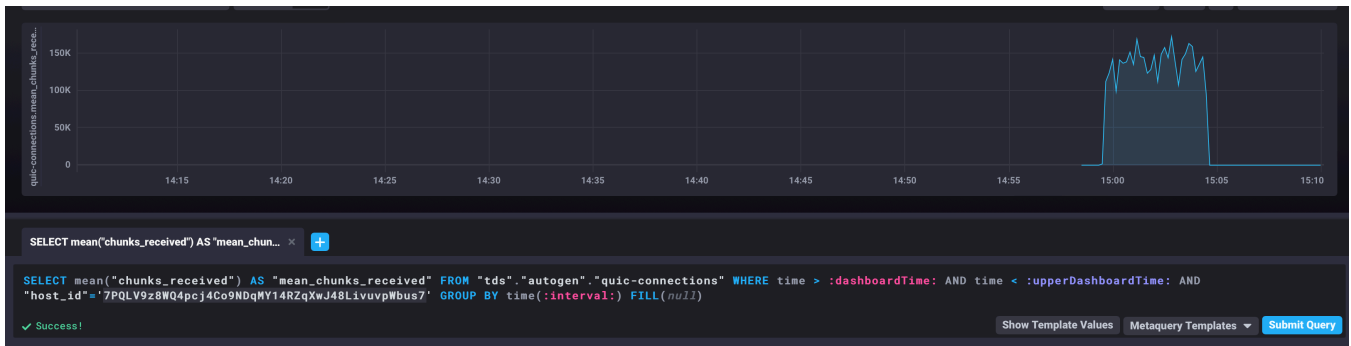 quic-connections.mean_chunks_rece...
150K
100K
50K
0
14:15 14:20 14:25 14:30 14:35 14:40 14:45 14:50 14:55 15:00 15:05 15:10
SELECT mean("chunks_received") AS "mean_chun... × +
SELECT mean("chunks_received") AS "mean_chunks_received" FROM "tds"."autogen"."quic-connections" WHERE time > :dashboardTime: AND time < :upperDashboardTime: AND
"host_id"='7PQLV9z8WQ4pcj4Co9NDqMY14RZqXwJ48LivuvpWbus7' GROUP BY time(:interval:) FILL(null)
✓ Success! Show Template Values Metaquery Templates Submit Query